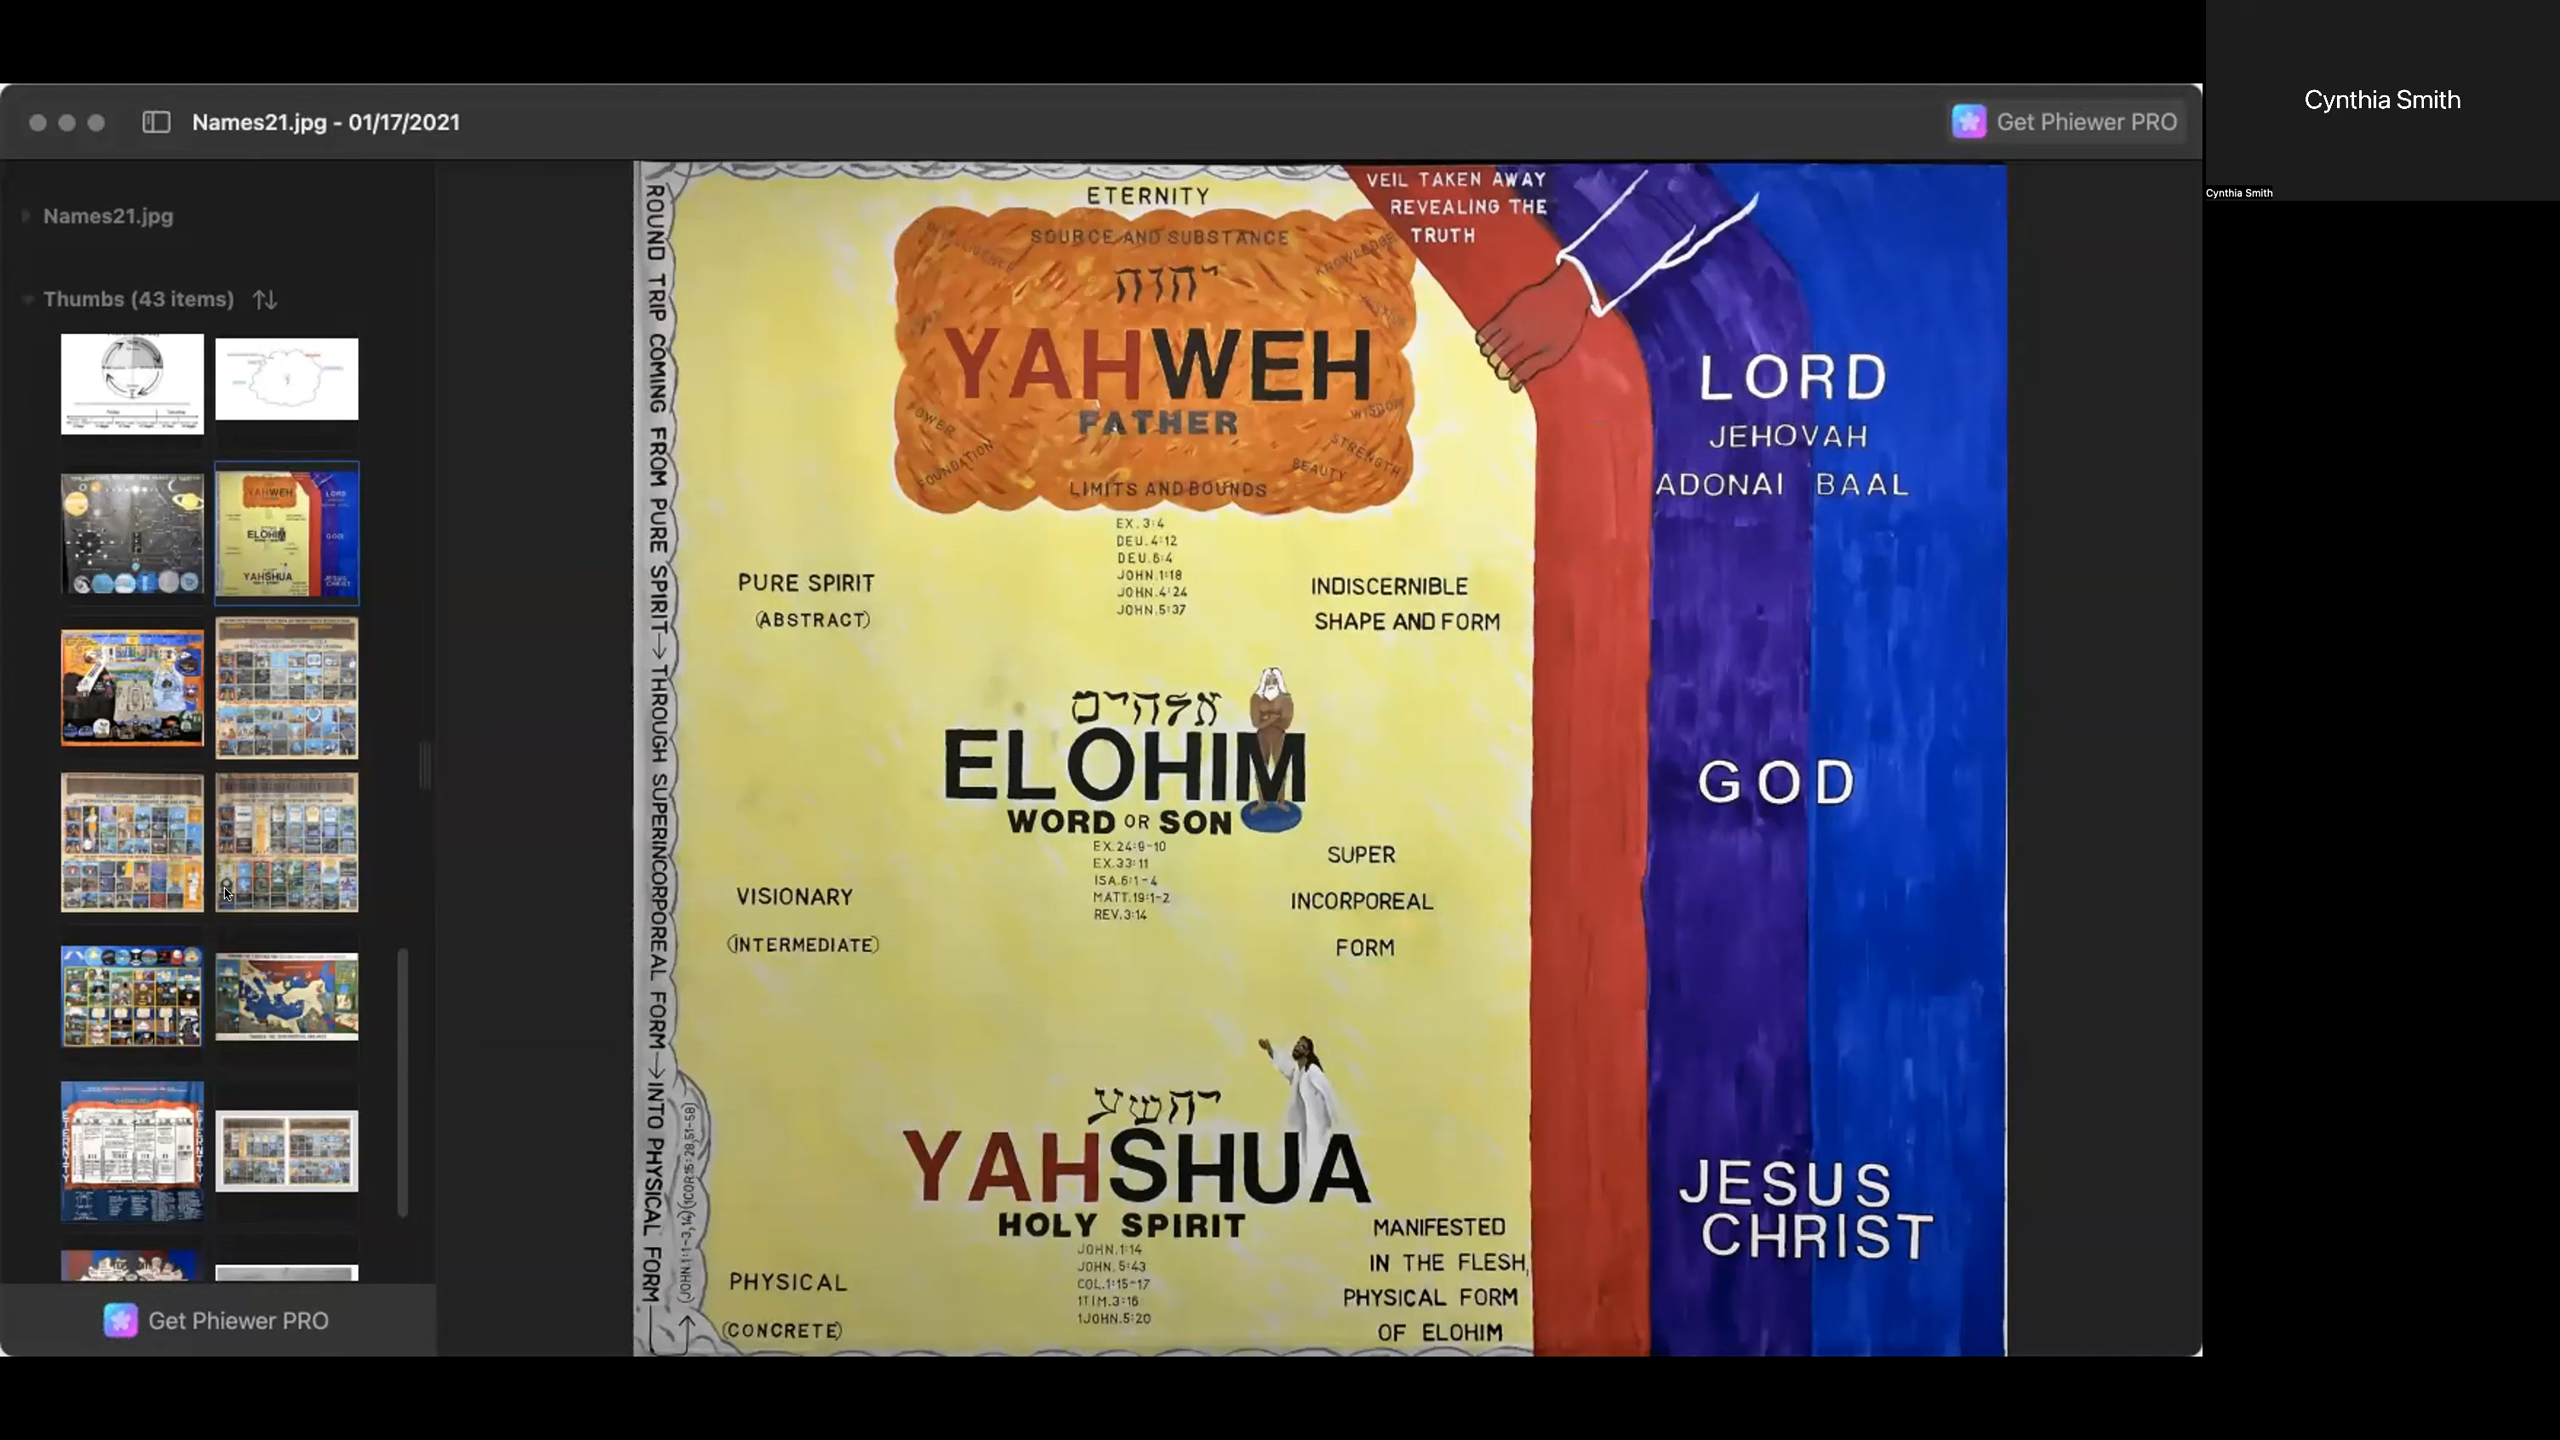 Names21.jpg - 01/17/2021
Get Phiewer PRO
Cynthia Smith
Cynthia Smith
Names21.jpg
Thumbs (43 items)
Get Phiewer PRO
ROUND TRIP COMING FROM PURE SPIRIT→THROUGH SUPERINCORPOREAL FORM→INTO PHYSICAL FORM
ETERNITY
SOURCE AND SUBSTANCE
KNOWLEDGE
יהוה
YAHWEH
FATHER
POWER
WISDOM
FOUNDATION
STRENGTH
BEAUTY
LIMITS AND BOUNDS
EX. 3:4
DEU. 4:12
DEU. 6:4
JOHN. 1:18
JOHN. 4:24
JOHN. 5:37
PURE SPIRIT
(ABSTRACT)
INDISCERNIBLE
SHAPE AND FORM
אלהים
ELOHIM
WORD OR SON
EX. 24:9-10
EX. 33:11
ISA. 6:1-4
MATT. 19:1-2
REV. 3:14
VISIONARY
(INTERMEDIATE)
SUPER
INCORPOREAL
FORM
יהשע
YAHSHUA
HOLY SPIRIT
JOHN. 1:14
JOHN. 5:43
COL. 1:15-17
1TIM. 3:16
1JOHN. 5:20
PHYSICAL
(CONCRETE)
MANIFESTED
IN THE FLESH,
PHYSICAL FORM
OF ELOHIM
VEIL TAKEN AWAY
REVEALING THE
TRUTH
LORD
JEHOVAH
ADONAI BAAL
GOD
JESUS
CHRIST